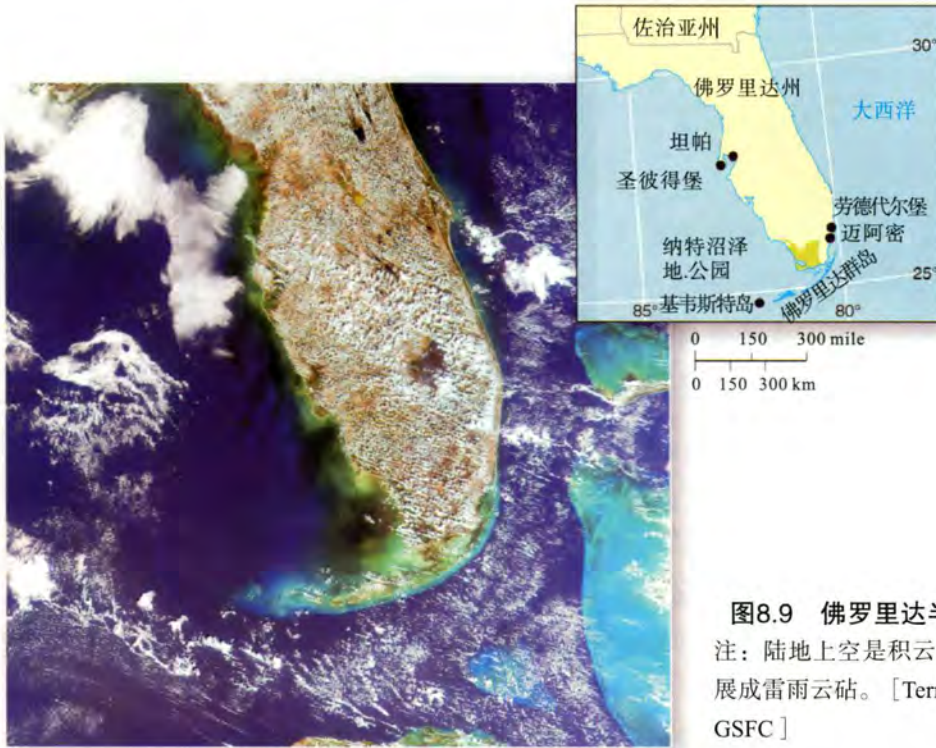 佐治亚州
30°
佛罗里达州
大西洋
坦帕
圣彼得堡
劳德代尔堡
迈阿密
纳特沼泽
地.公园
佛罗里达群岛
25°
基韦斯特岛
85°
80°
0 150 300 mile
0 150 300 km
图8.9 佛罗里达半
注：陆地上空是积云
展成雷雨云砧。［Terr
GSFC］